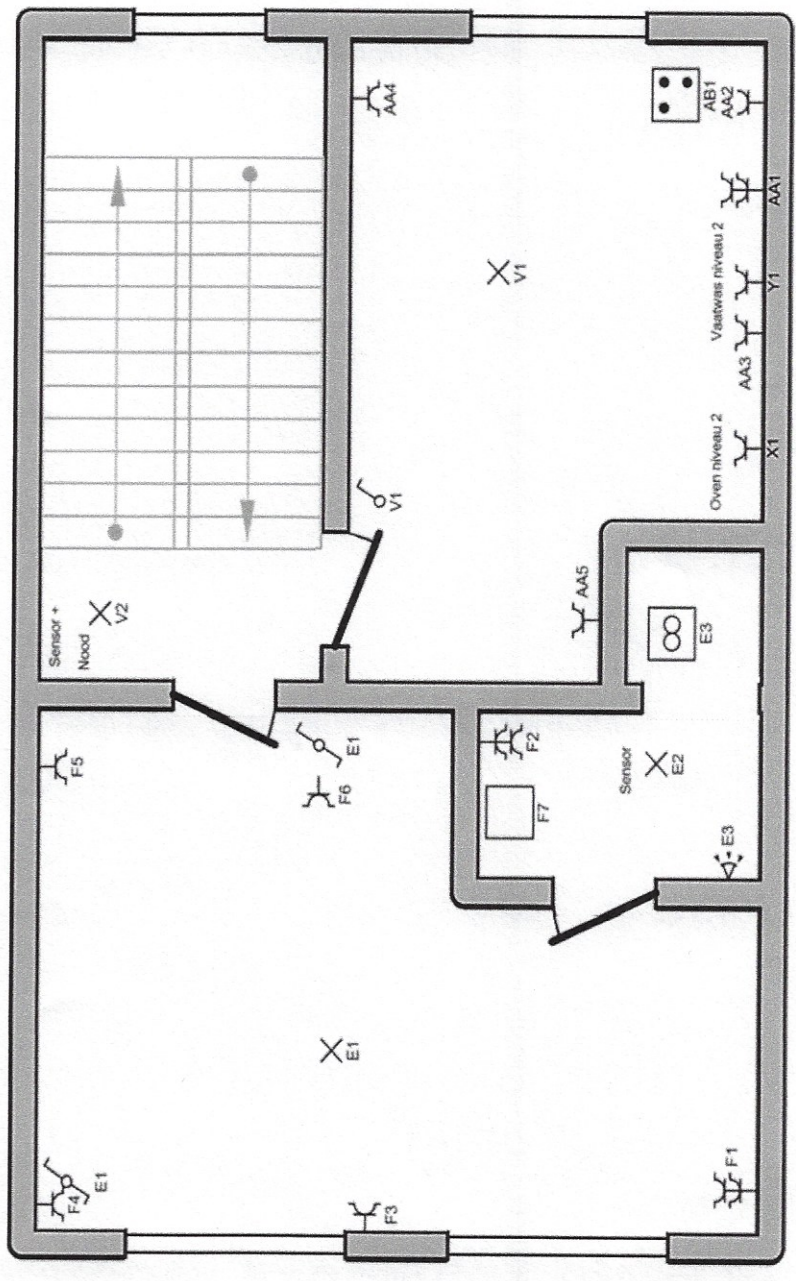 AA4
AB1
AA2
AA1
Vaatwas niveau 2
Y1
V1
AA3
Oven niveau 2
X1
V1
AA5
Sensor +
Nood
V2
E3
F5
E1
F6
F2
F7
Sensor
E2
E3
E1
F4
E1
F3
F1